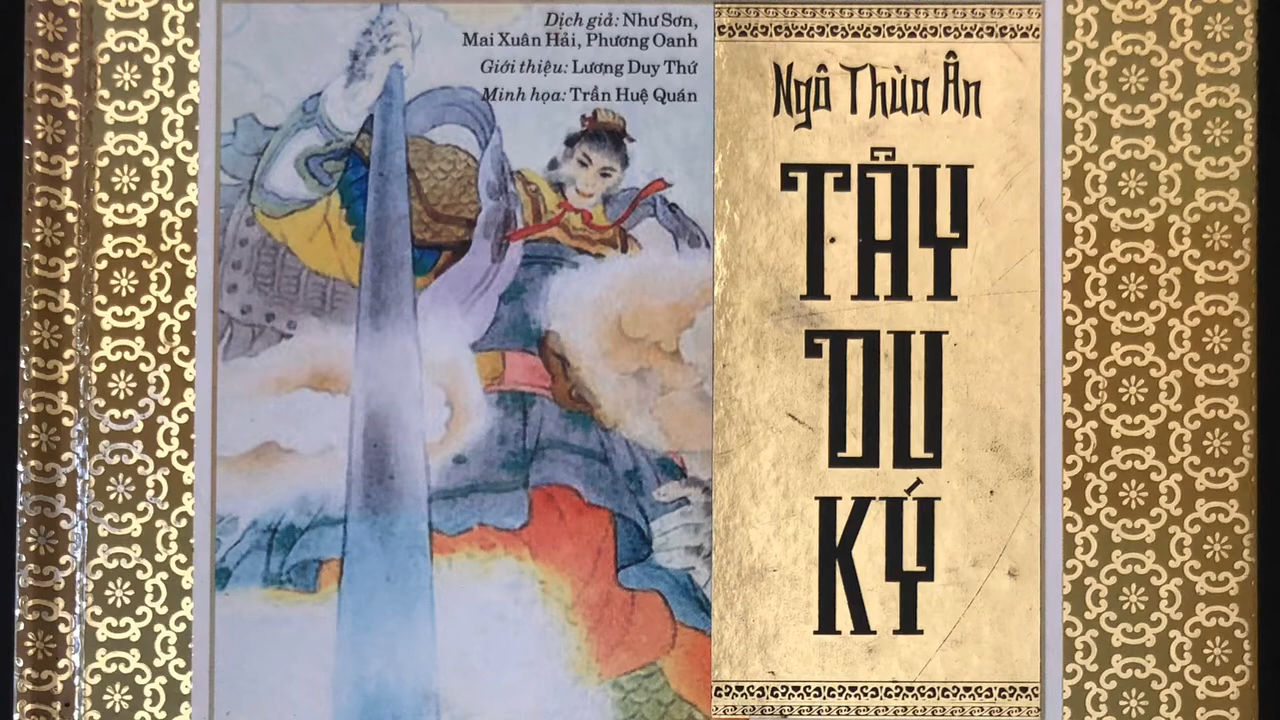 Dịch giả: Như Sơn,
Mai Xuân Hải, Phương Oanh
Giới thiệu: Lương Duy Thứ
Minh họa: Trần Huệ Quán
Ngô Thừa Ân
TÂY
DU
KÝ